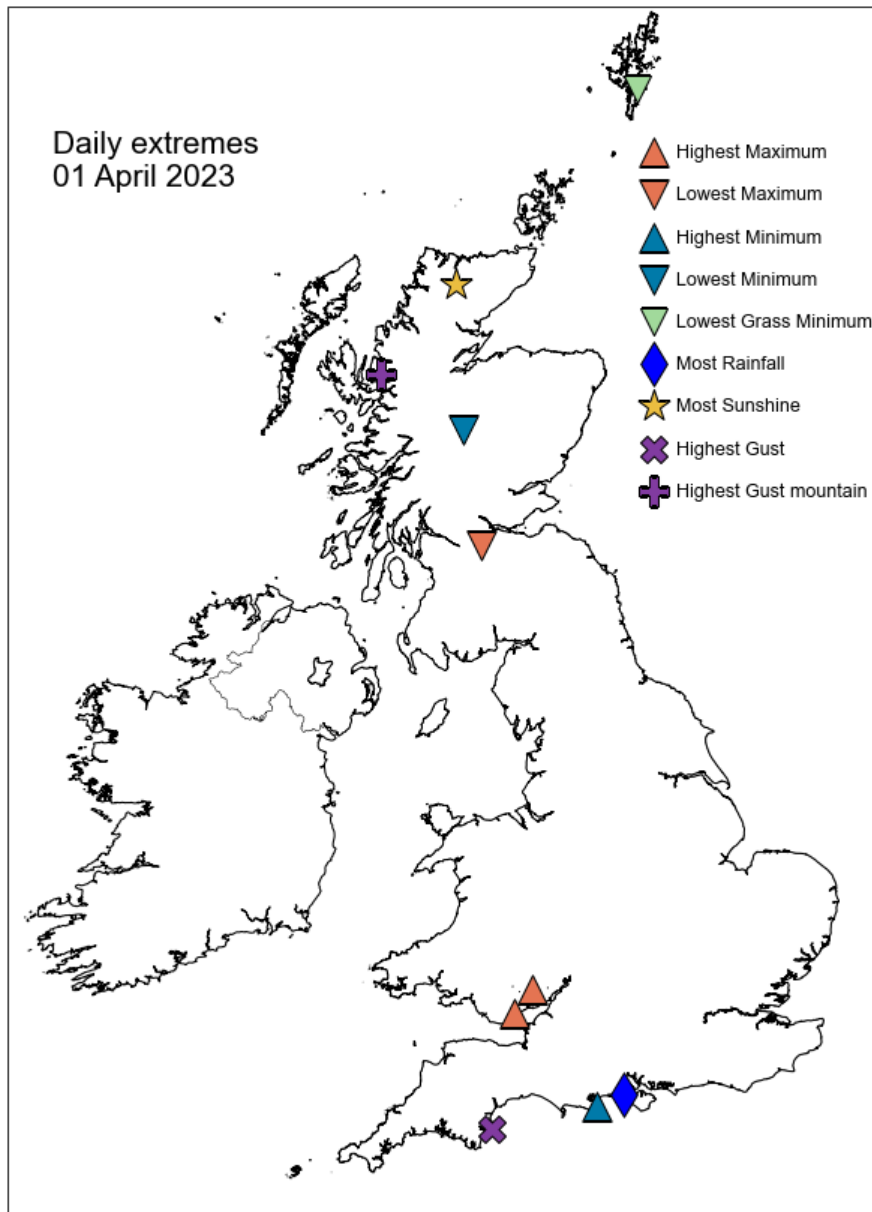 Daily extremes
01 April 2023
Highest Maximum
Lowest Maximum
Highest Minimum
Lowest Minimum
Lowest Grass Minimum
Most Rainfall
Most Sunshine
Highest Gust
Highest Gust mountain